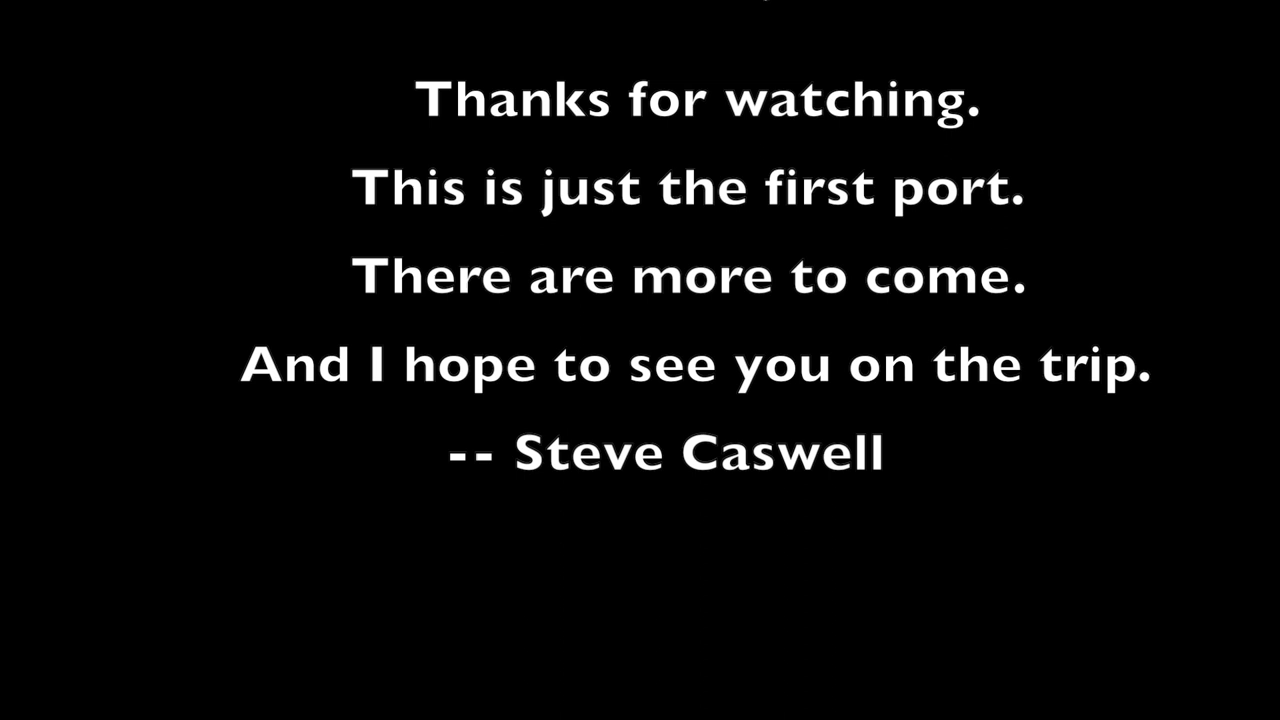 Thanks for watching.
This is just the first port.
There are more to come.
And I hope to see you on the trip.
-- Steve Caswell